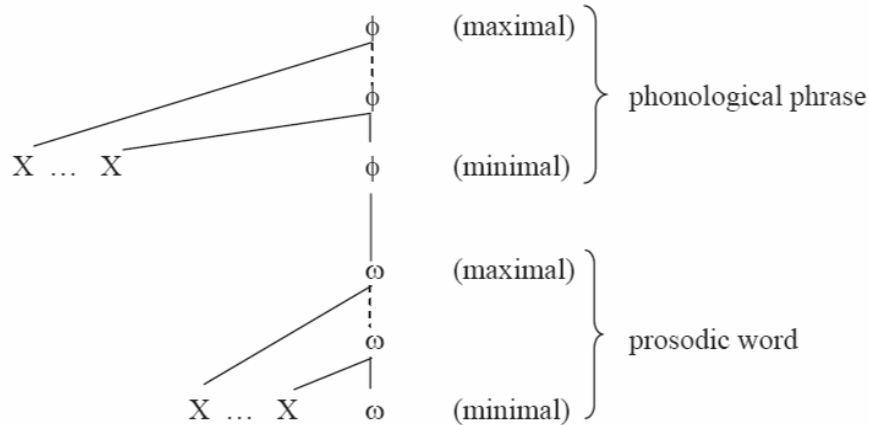 ϕ (maximal)
ϕ phonological phrase
X … X ϕ (minimal)
ω (maximal)
ω prosodic word
X … X ω (minimal)